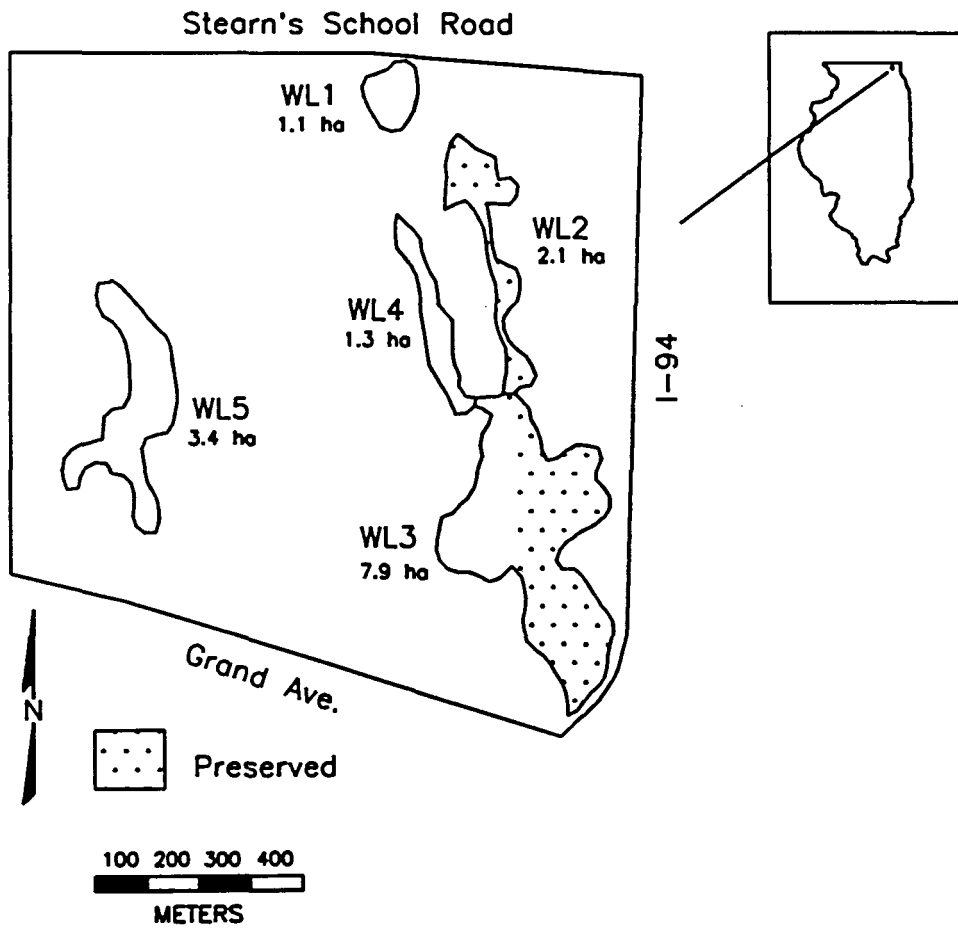 Stearn's School Road
WL1
1.1 ha
WL2
2.1 ha
WL4
1.3 ha
I-94
WL5
3.4 ha
WL3
7.9 ha
Grand Ave.
N
Preserved
100 200 300 400
METERS